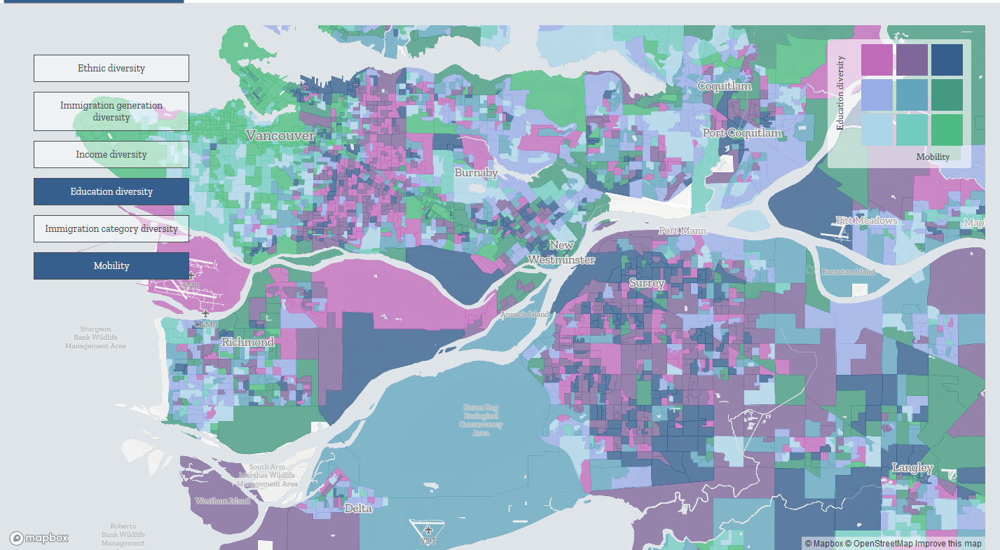 Ethnic diversity
Immigration generation
diversity
Income diversity
Education diversity
Immigration category diversity
Mobility
Education diversity
Mobility
Coquitlam
Port Coquitlam
Vancouver
Burnaby
Pitt Meadows
Map
Port Mann
New
Westminster
Barnston Island
Surrey
YVR
Annacis Island
CAM9
Sturgeon
Bank Wildlife
Management Area
Richmond
Burns Bog
Ecological
Conservancy
Area
South Arm
Marshes Wildlife
Management Area
Langley
Westham Island
Delta
Roberts
Bank Wildlife
Management
YDT
mapbox
© Mapbox © OpenStreetMap Improve this map